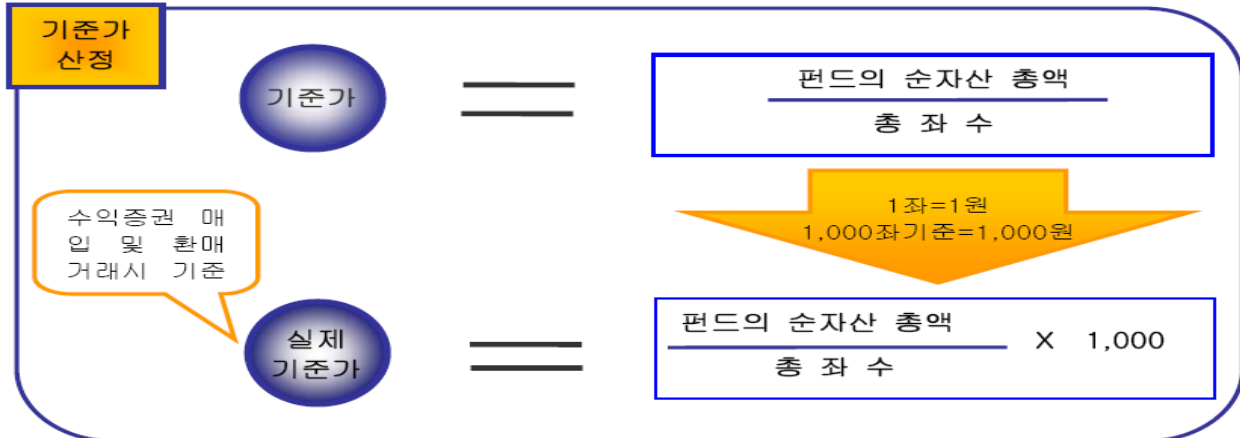 기준가
산정
기준가
펀드의 순자산 총액
총 좌 수
수익증권 매
입 및 환매
거래시 기준
1좌=1원
1,000좌기준=1,000원
실제
기준가
펀드의 순자산 총액
총 좌 수
X 1,000